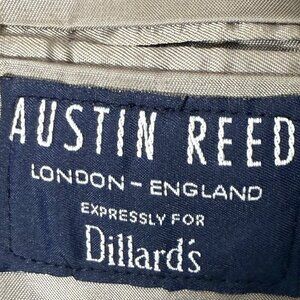 AUSTIN REED
LONDON - ENGLAND
EXPRESSLY FOR
Dillard's